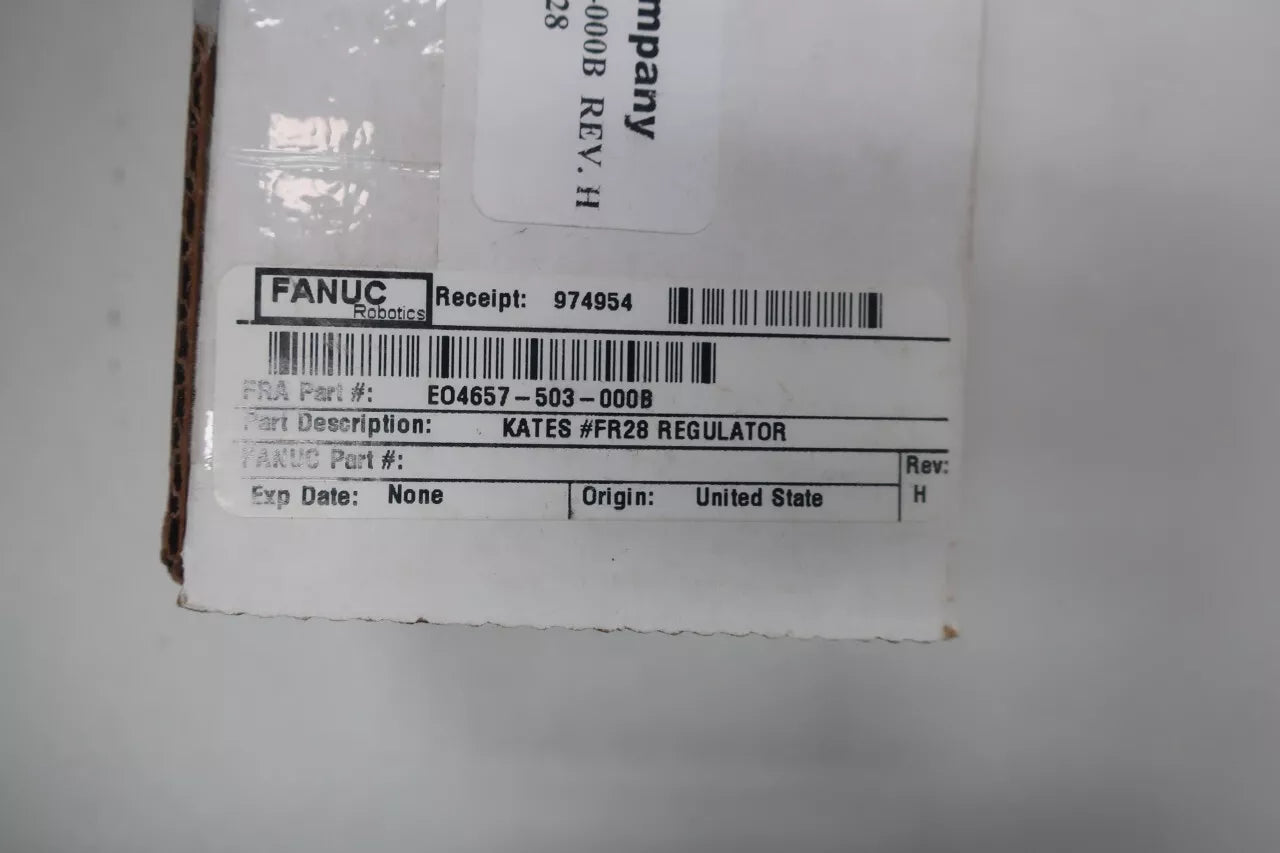 mpany
-000B REV. H
28
FANUC
Robotics
Receipt: 974954
FRA Part #: EO4657-503-000B
Part Description: KATES #FR28 REGULATOR
FANUC Part #:
Rev:
H
Exp Date: None
Origin: United State